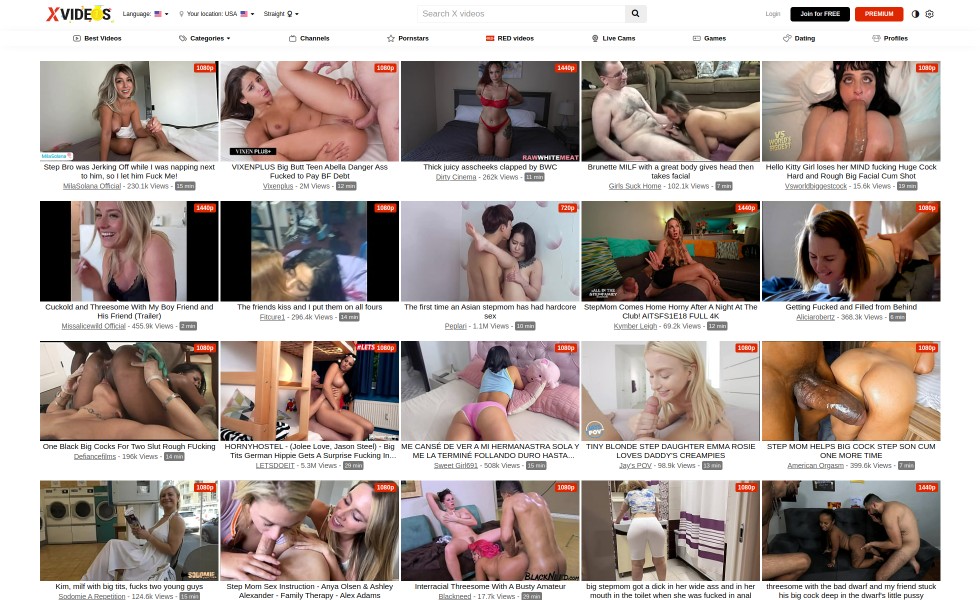 XVIDEOS
Language:
Your location: USA
Straight
Search X videos
Login
Join for FREE
PREMIUM
Best Videos
Categories
Channels
Pornstars
RED videos
Live Cams
Games
Dating
Profiles
1080p
MilaSolana
Step Bro was Jerking Off while I was napping next
to him, so I let him Fuck Me!
MilaSolana Official - 230.1k Views - 15 min
1080p
VIXEN PLUS+
VIXENPLUS Big Butt Teen Abella Danger Ass
Fucked to Pay BF Debt
Vixenplus - 2M Views - 12 min
1440p
RAWWHITEMEAT
Thick juicy asscheeks clapped by BWC
Dirty Cinema - 262k Views - 11 min
1080p
Brunette MILF with a great body gives head then
takes facial
Girls Suck Home - 102.1k Views - 7 min
1080p
Hello Kitty Girl loses her MIND fucking Huge Cock
Hard and Rough Big Facial Cum Shot
Vsworldbiggestcock - 15.6k Views - 19 min
1440p
Cuckold and Threesome With My Boy Friend and
His Friend (Trailer)
Missalicewild Official - 455.9k Views - 2 min
1080p
The friends kiss and I put them on all fours
Fitcure1 - 296.4k Views - 14 min
720p
The first time an Asian stepmom has had hardcore
sex
Peplan - 1.1M Views - 10 min
1440p
StepMom Comes Home Horny After A Night At The
Club! AITSFS1E18 FULL 4K
Kymber Leigh - 69.2k Views - 12 min
1080p
Getting Fucked and Filled from Behind
Aliciarobertz - 368.3k Views - 6 min
1080p
One Black Big Cocks For Two Slut Rough FUcking
Defiancefilms - 196k Views - 14 min
1080p
HORNYHOSTEL - (Jolee Love, Jason Steel) - Big
Tits German Hippie Gets A Surprise Fucking In...
LETSDOEIT - 5.3M Views - 29 min
1080p
ME CANSÉ DE VER A MI HERMANASTRA SOLA Y
ME LA TERMINÉ FOLLANDO DURO HASTA...
Sweet Girl691 - 508k Views - 15 min
1080p
POV
TINY BLONDE STEP DAUGHTER EMMA ROSIE
LOVES DADDY'S CREAMPIES
Jay's POV - 98.9k Views - 13 min
1080p
STEP MOM HELPS BIG COCK STEP SON CUM
ONE MORE TIME
American Orgasm - 399.6k Views - 7 min
1080p
SODOMIE
Kim, milf with big tits, fucks two young guys
Sodomie A Repetition - 124.6k Views - 15 min
1080p
Step Mom Sex Instruction - Anya Olsen & Ashley
Alexander - Family Therapy - Alex Adams
1080p
BLACKNEED.COM
Interracial Threesome With A Busty Amateur
Blackneed - 17.7k Views - 29 min
1080p
big stepmom got a dick in her wide ass and in her
mouth in the toilet when she was fucked in anal
1440p
threesome with the bad dwarf and my friend stuck
his big cock deep in the dwarf's little pussy